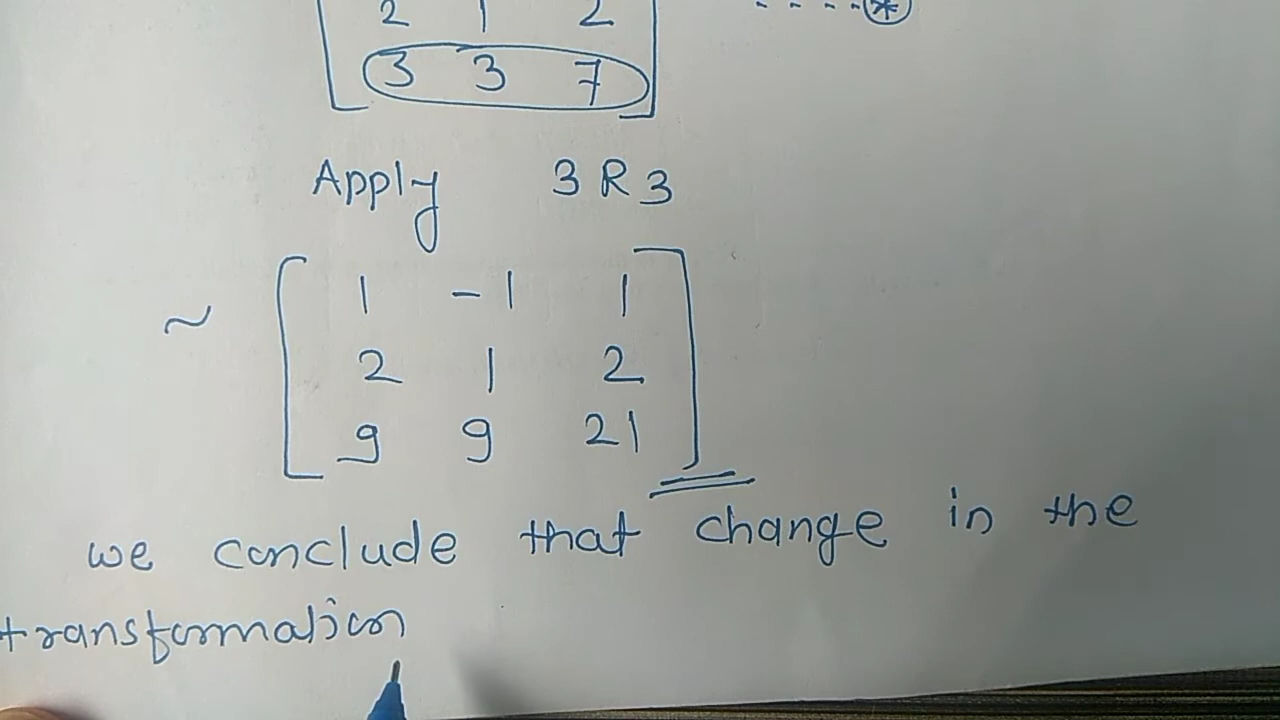 2 1 2 ....*
3 3 7
Apply 3R3
~ 1 -1 1
2 1 2
9 9 21
we conclude that change in the
transformation